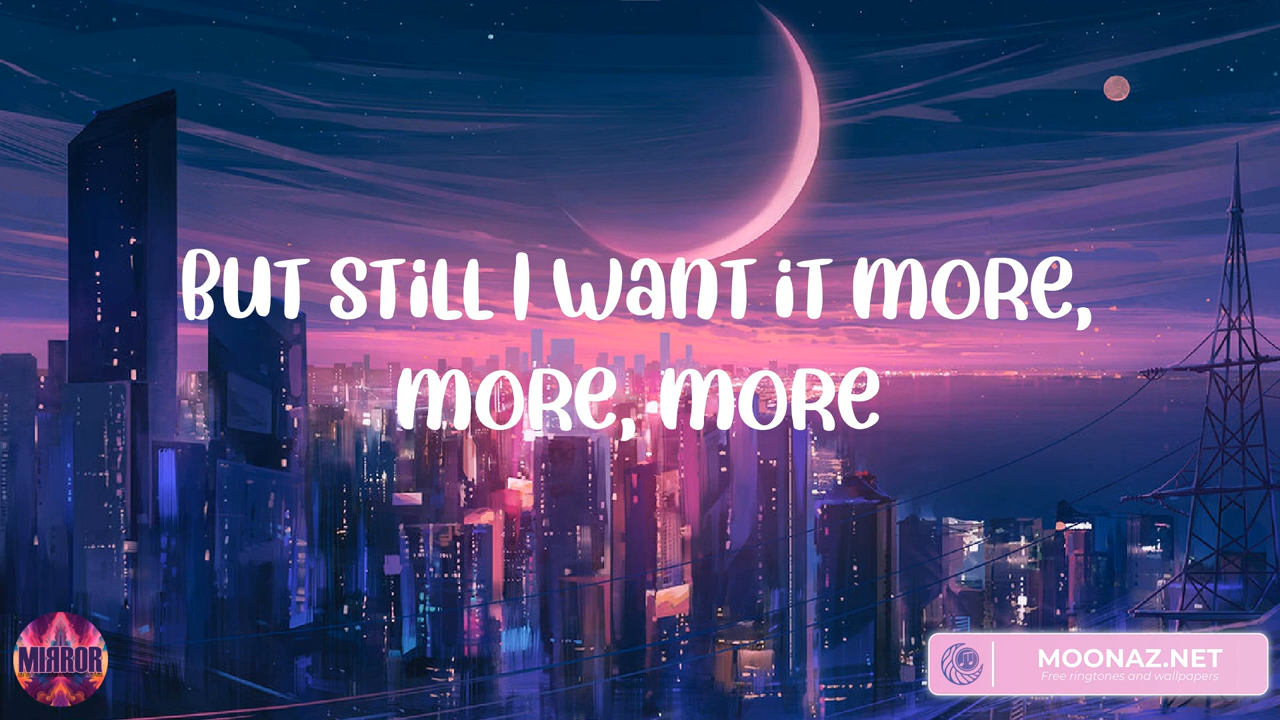 But still I want it more,
more, more
MIRROR
MOONAZ.NET
Free ringtones and wallpapers